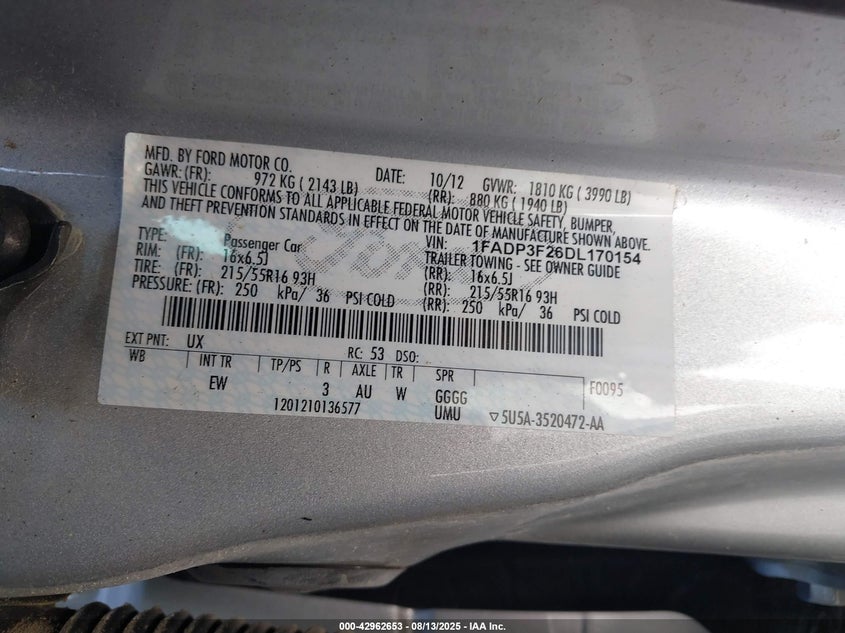 MFD. BY FORD MOTOR CO.
DATE: 10/12 GVWR: 1810 KG ( 3990 LB)
GAWR: (FR): 972 KG ( 2143 LB) (RR): 880 KG ( 1940 LB)
THIS VEHICLE CONFORMS TO ALL APPLICABLE FEDERAL MOTOR VEHICLE SAFETY, BUMPER,
AND THEFT PREVENTION STANDARDS IN EFFECT ON THE DATE OF MANUFACTURE SHOWN ABOVE.
VIN: 1FADP3F26DL170154
TYPE: Passenger Car TRAILER TOWING - SEE OWNER GUIDE
RIM: (FR): 16x6.5J (RR): 16x6.5J
TIRE: (FR): 215/55R16 93H (RR): 215/55R16 93H
PRESSURE: (FR): 250 kPa/ 36 PSI COLD (RR): 250 kPa/ 36 PSI COLD
EXT PNT: UX RC: 53 DSO:
WB INT TR TP/PS R AXLE TR SPR F0095
EW 3 AU W GGGG
1201210136577 UMU ▽5U5A-3520472-AA
Ford
000-42962653 - 08/13/2025 - IAA Inc.